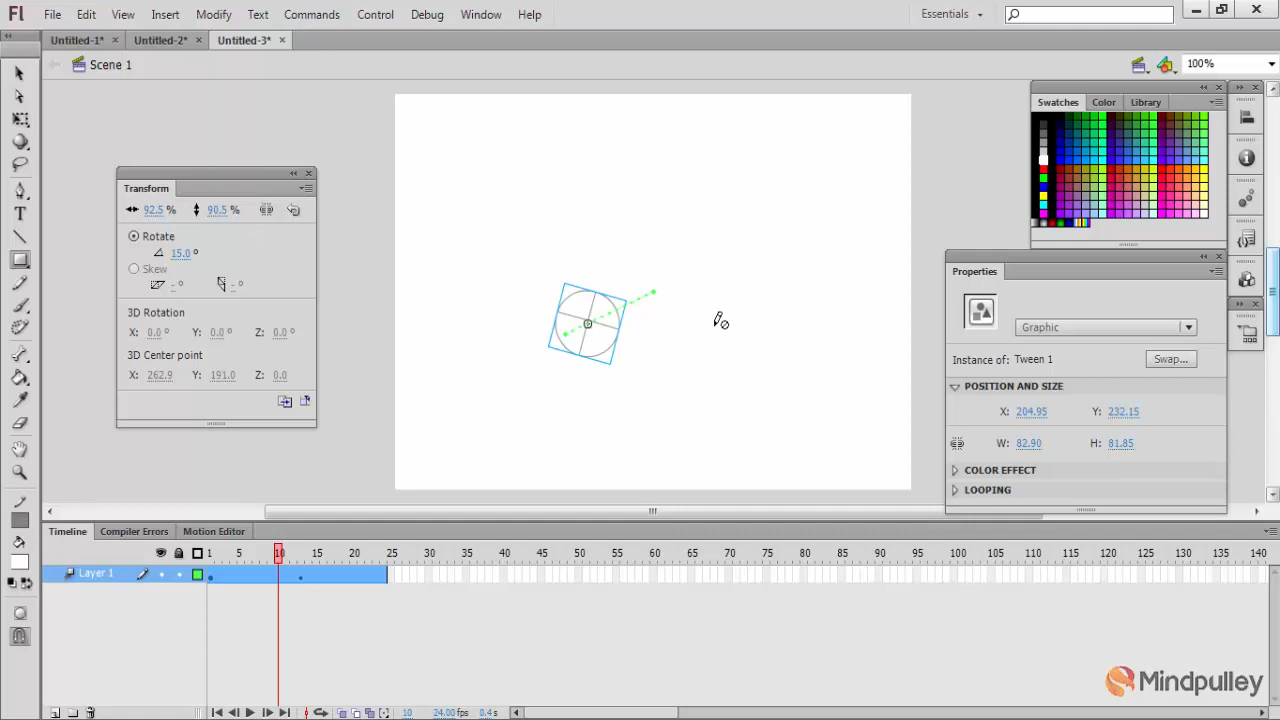 Fl File Edit View Insert Modify Text Commands Control Debug Window Help Essentials
Untitled-1* × Untitled-2* × Untitled-3* ×
Scene 1 100%
Swatches Color Library
Transform
92.5 % 90.5 %
Rotate
15.0 °
Skew
- ° - °
3D Rotation
X: 0.0 ° Y: 0.0 ° Z: 0.0 °
3D Center point
X: 262.9 Y: 191.0 Z: 0.0
Properties
Graphic
Instance of: Tween 1 Swap...
POSITION AND SIZE
X: 204.95 Y: 232.15
W: 82.90 H: 81.85
COLOR EFFECT
LOOPING
Timeline Compiler Errors Motion Editor
1 5 10 15 20 25 30 35 40 45 50 55 60 65 70 75 80 85 90 95 100 105 110 115 120 125 130 135 140
Layer 1
Mindpulley
10 24.00 fps 0.4 s